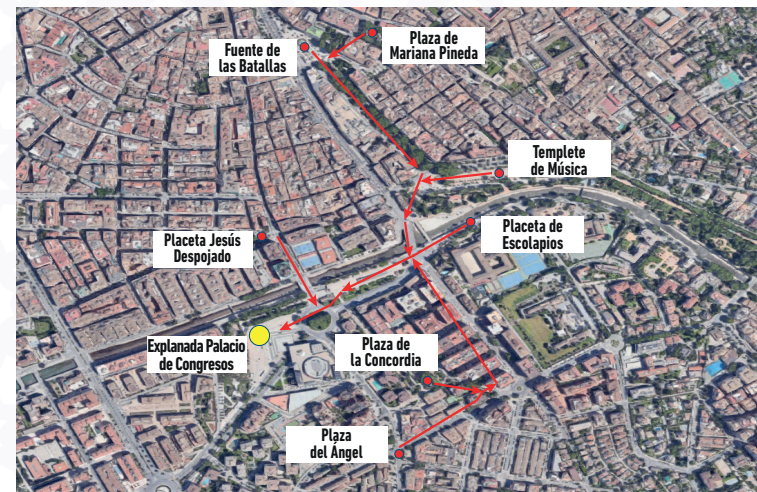 Fuente de
las Batallas
Plaza de
Mariana Pineda
Templete
de Música
Placeta Jesús
Despojado
Placeta de
Escolapios
Explanada Palacio
de Congresos
Plaza de
la Concordia
Plaza
del Ángel